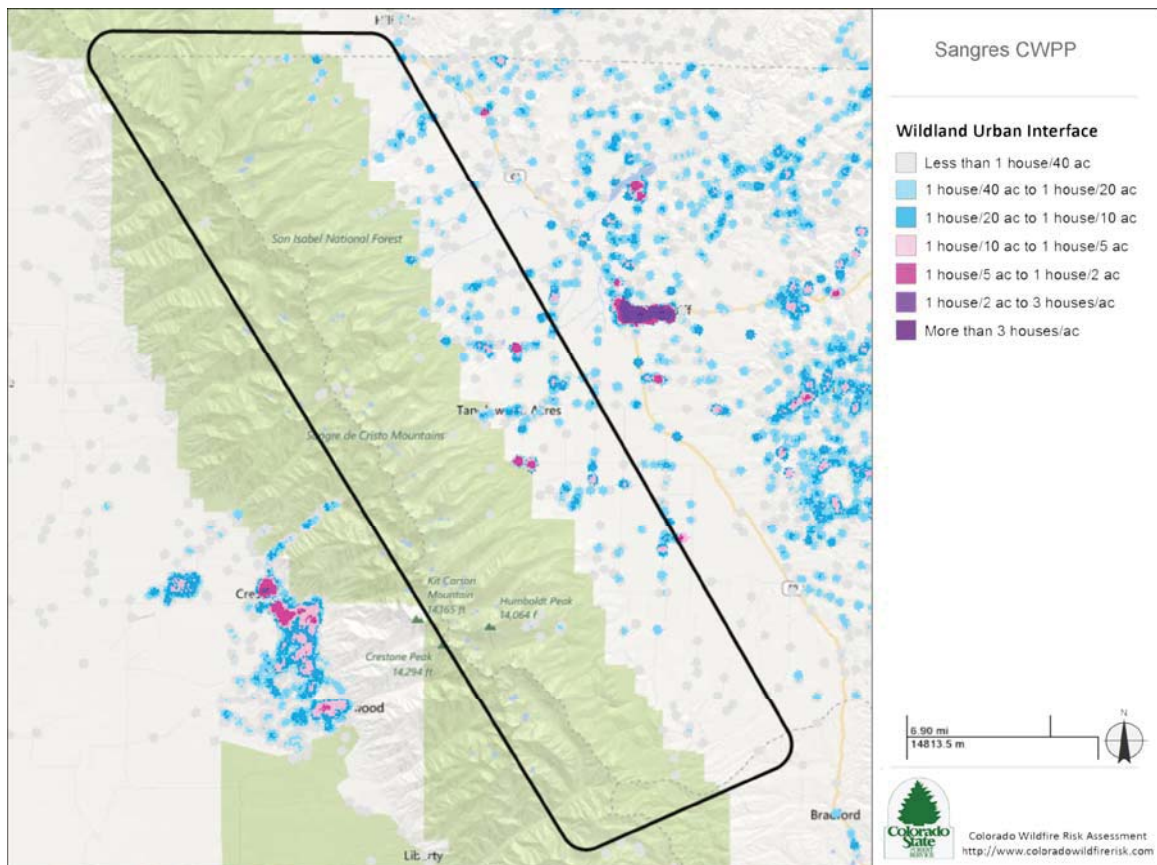 Sangres CWPP
Wildland Urban Interface
Less than 1 house/40 ac
1 house/40 ac to 1 house/20 ac
1 house/20 ac to 1 house/10 ac
1 house/10 ac to 1 house/5 ac
1 house/5 ac to 1 house/2 ac
1 house/2 ac to 3 houses/ac
More than 3 houses/ac
San Isabel National Forest
Acres
Sangre de Cristo Mountains
Kit Carson
Mountain
14165 ft
Humboldt Peak
14,064 f
Crestone Peak
14,294 ft
Bradford
Liberty
6.90 mi
14813.5 m
N
Colorado
State
FOREST
SERVICE
Colorado Wildfire Risk Assessment
http://www.coloradowildfirerisk.com